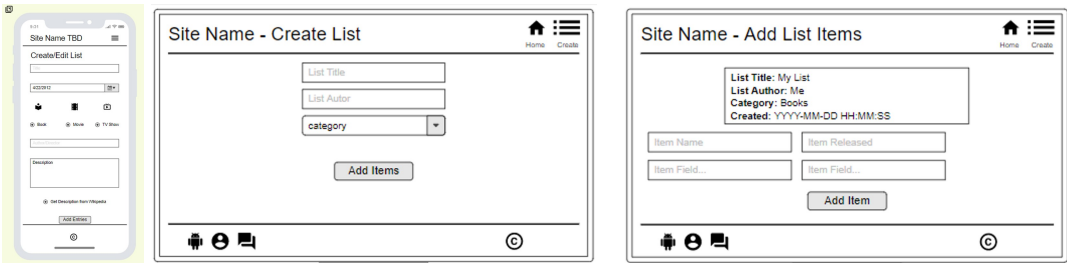 Site Name TBD
Create/Edit List
4/22/2012
Book
Movie
TV Show
Description
Get Description from Wikipedia
Add Entries
©
Site Name - Create List
Home
Create
List Title
List Autor
category
Add Items
©
Site Name - Add List Items
Home
Create
List Title: My List
List Author: Me
Category: Books
Created: YYYY-MM-DD HH:MM:SS
Item Name
Item Released
Item Field...
Item Field...
Add Item
©